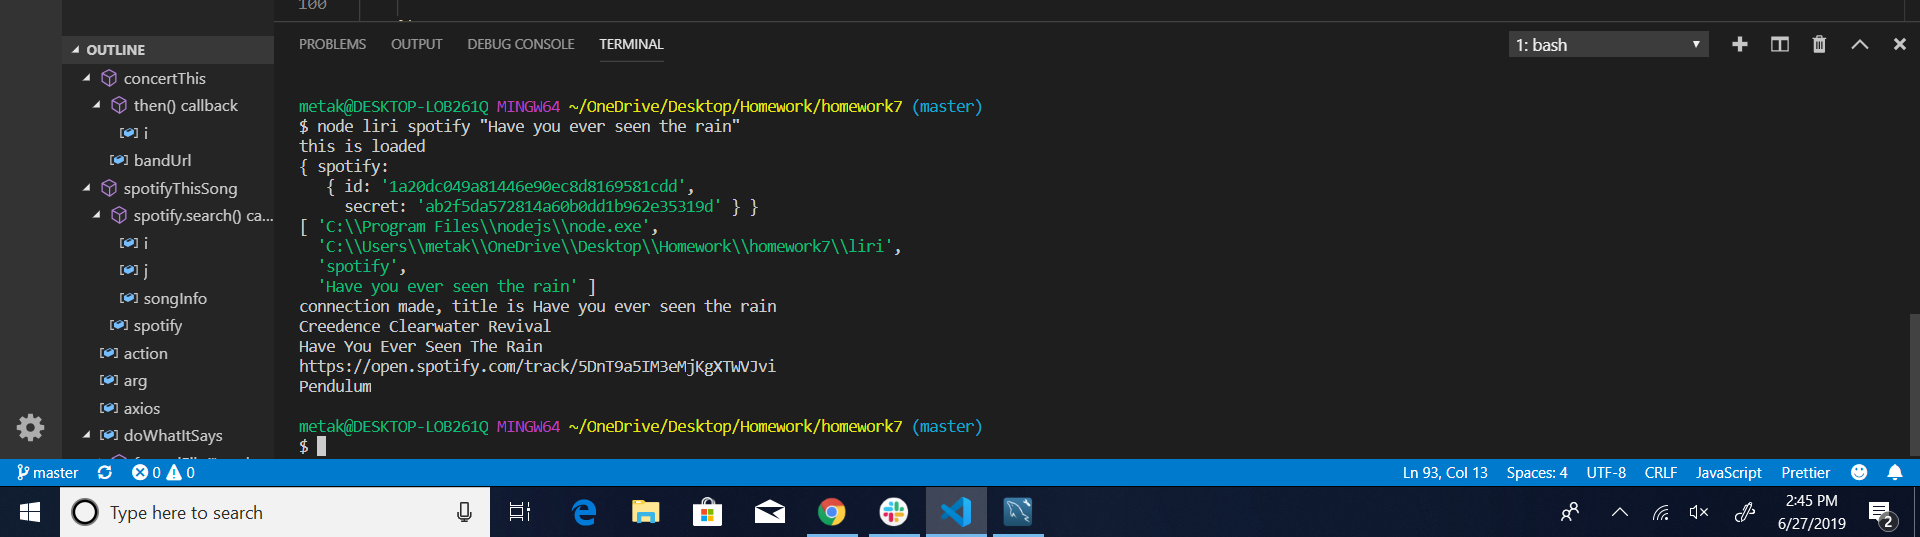 100
OUTLINE
concertThis
then() callback
i
bandUrl
spotifyThisSong
spotify.search() ca...
i
j
songInfo
spotify
action
arg
axios
doWhatItSays
PROBLEMS OUTPUT DEBUG CONSOLE TERMINAL
1: bash
metak@DESKTOP-LOB261Q MINGW64 ~/OneDrive/Desktop/Homework/homework7 (master)
$ node liri spotify "Have you ever seen the rain"
this is loaded
{ spotify:
{ id: '1a20dc049a81446e90ec8d8169581cdd',
secret: 'ab2f5da572814a60b0dd1b962e35319d' } }
[ 'C:\\Program Files\\nodejs\\node.exe',
'C:\\Users\\metak\\OneDrive\\Desktop\\Homework\\homework7\\liri',
'spotify',
'Have you ever seen the rain' ]
connection made, title is Have you ever seen the rain
Creedence Clearwater Revival
Have You Ever Seen The Rain
https://open.spotify.com/track/5DnT9a5IM3eMjKgXTWVJvi
Pendulum
metak@DESKTOP-LOB261Q MINGW64 ~/OneDrive/Desktop/Homework/homework7 (master)
$
master 0 0 Ln 93, Col 13 Spaces: 4 UTF-8 CRLF JavaScript Prettier
Type here to search
2:45 PM
6/27/2019
2